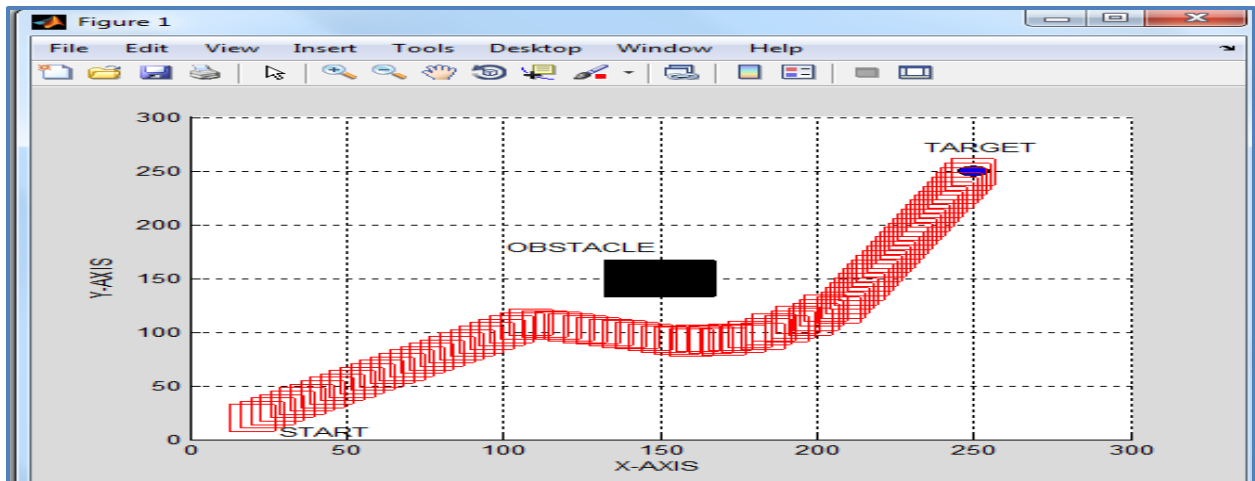 Figure 1
File Edit View Insert Tools Desktop Window Help
300
TARGET
250
200
OBSTACLE
150
Y-AXIS
100
50
START
0
0 50 100 150 200 250 300
X-AXIS